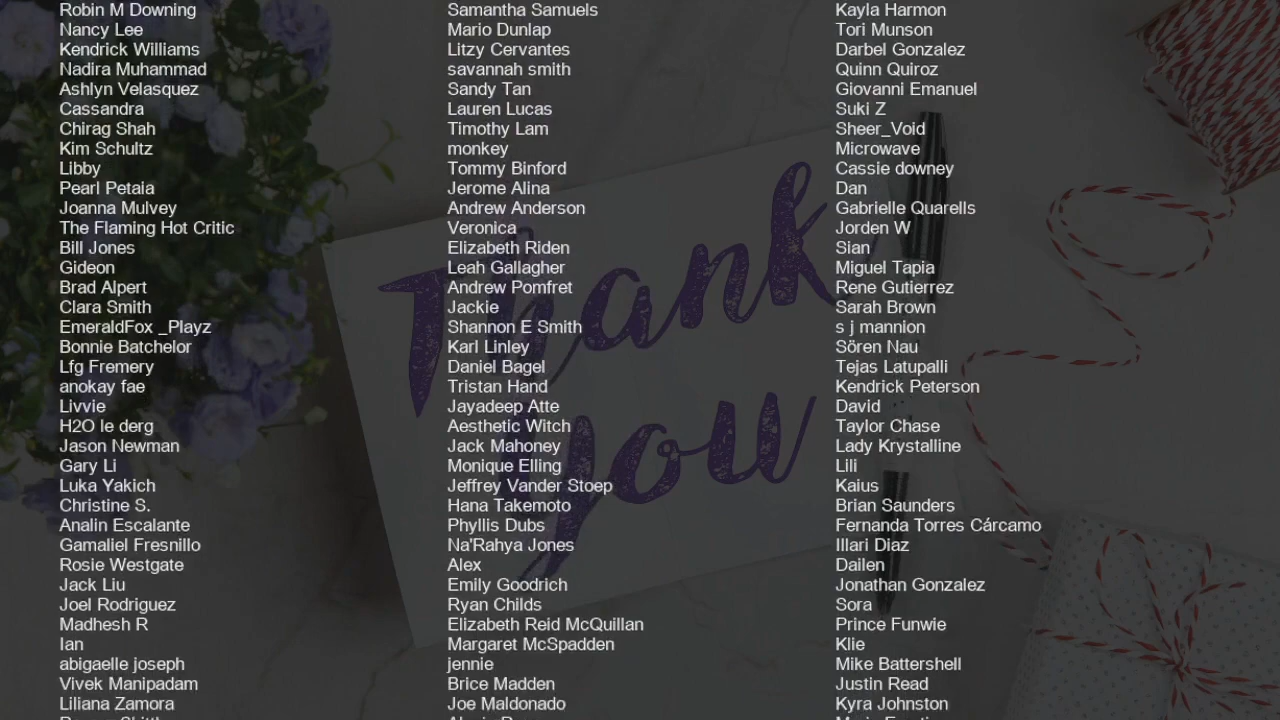 Robin M Downing
Nancy Lee
Kendrick Williams
Nadira Muhammad
Ashlyn Velasquez
Cassandra
Chirag Shah
Kim Schultz
Libby
Pearl Petaia
Joanna Mulvey
The Flaming Hot Critic
Bill Jones
Gideon
Brad Alpert
Clara Smith
EmeraldFox _Playz
Bonnie Batchelor
Lfg Fremery
anokay fae
Livvie
H2O le derg
Jason Newman
Gary Li
Luka Yakich
Christine S.
Analin Escalante
Gamaliel Fresnillo
Rosie Westgate
Jack Liu
Joel Rodriguez
Madhesh R
Ian
abigaelle joseph
Vivek Manipadam
Liliana Zamora
Samantha Samuels
Mario Dunlap
Litzy Cervantes
savannah smith
Sandy Tan
Lauren Lucas
Timothy Lam
monkey
Tommy Binford
Jerome Alina
Andrew Anderson
Veronica
Elizabeth Riden
Leah Gallagher
Andrew Pomfret
Jackie
Shannon E Smith
Karl Linley
Daniel Bagel
Tristan Hand
Jayadeep Atte
Aesthetic Witch
Jack Mahoney
Monique Elling
Jeffrey Vander Stoep
Hana Takemoto
Phyllis Dubs
Na'Rahya Jones
Alex
Emily Goodrich
Ryan Childs
Elizabeth Reid McQuillan
Margaret McSpadden
jennie
Brice Madden
Joe Maldonado
Kayla Harmon
Tori Munson
Darbel Gonzalez
Quinn Quiroz
Giovanni Emanuel
Suki Z
Sheer_Void
Microwave
Cassie downey
Dan
Gabrielle Quarells
Jorden W
Sian
Miguel Tapia
Rene Gutierrez
Sarah Brown
s j mannion
Sören Nau
Tejas Latupalli
Kendrick Peterson
David
Taylor Chase
Lady Krystalline
Lili
Kaius
Brian Saunders
Fernanda Torres Cárcamo
Illari Diaz
Dailen
Jonathan Gonzalez
Sora
Prince Funwie
Klie
Mike Battershell
Justin Read
Kyra Johnston
Thank
you